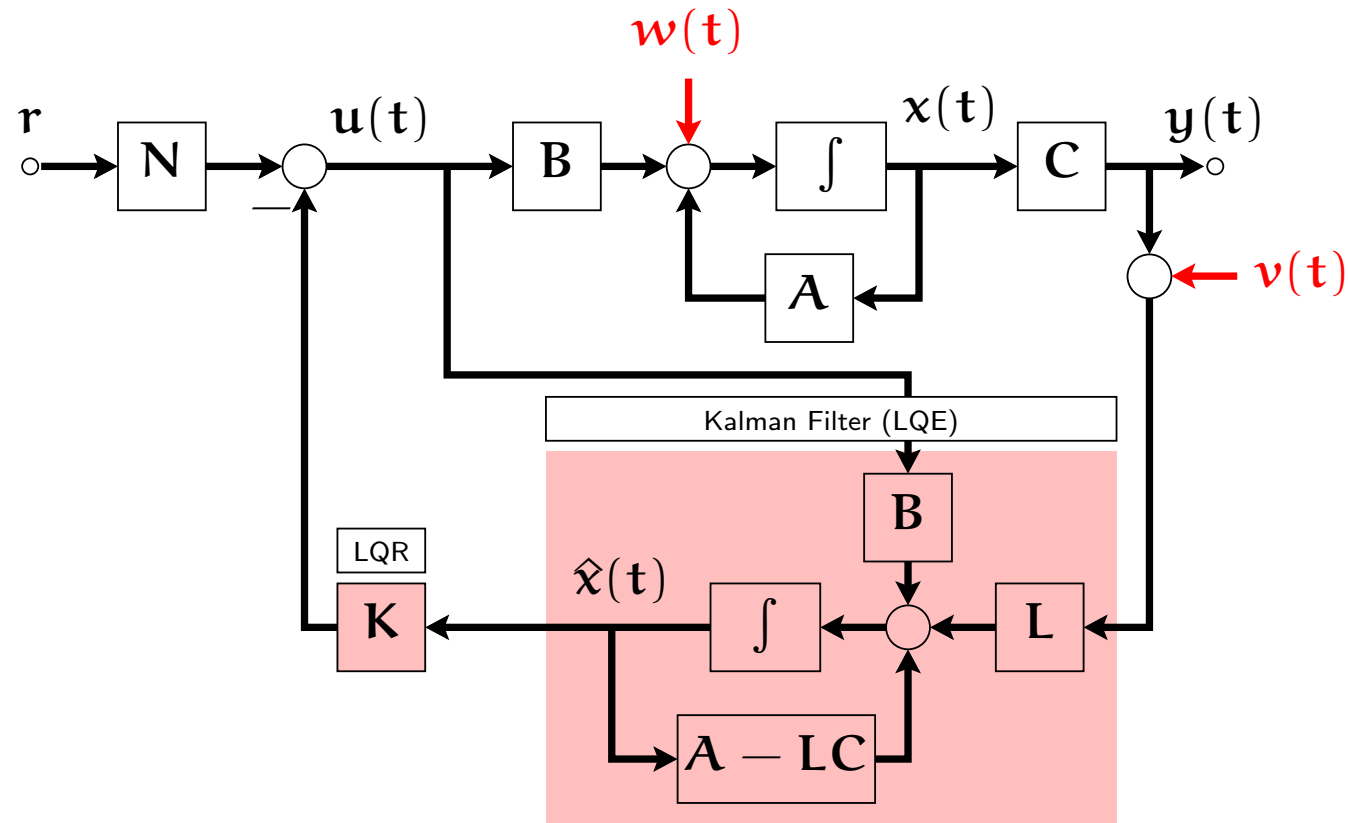 w(t)
r
N
u(t)
B
∫
x(t)
C
y(t)
—
A
v(t)
Kalman Filter (LQE)
B
LQR
K
x̂(t)
∫
L
A − LC